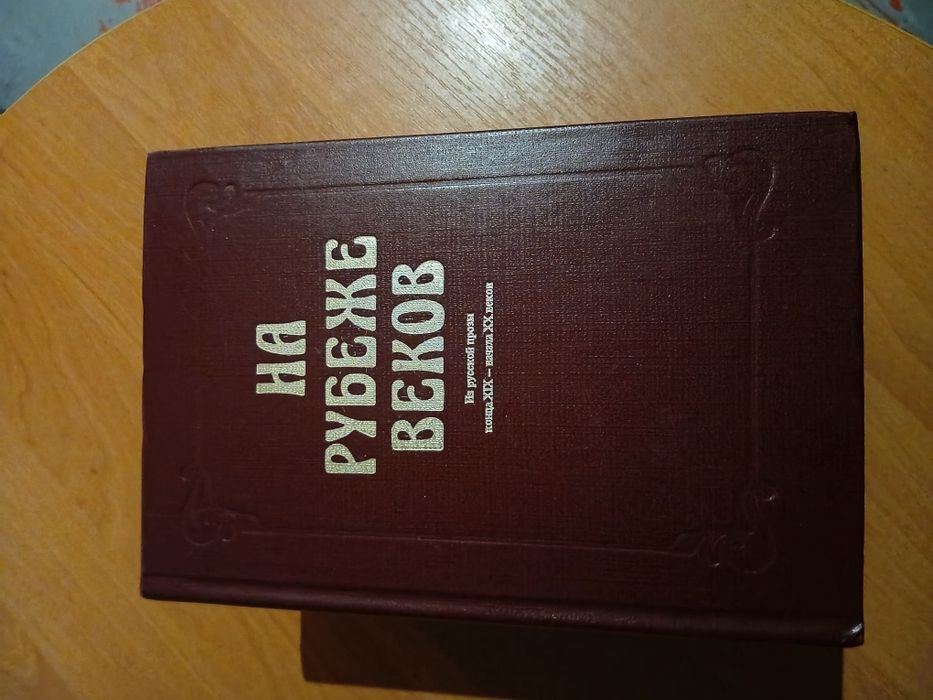 НА
РУБЕЖЕ
ВЕКОВ
Из русской прозы
конца XIX — начала XX веков